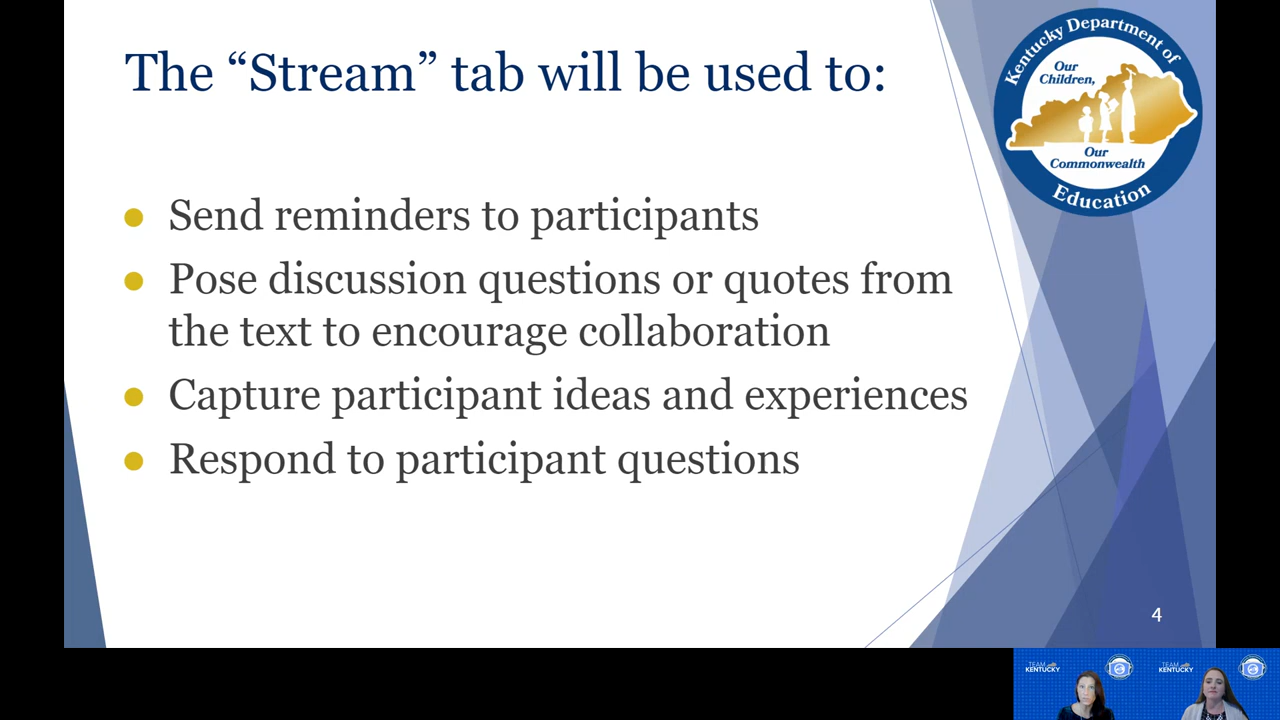 The “Stream” tab will be used to:
Kentucky Department of
Our
Children,
Our
Commonwealth
Education
● Send reminders to participants
● Pose discussion questions or quotes from
the text to encourage collaboration
● Capture participant ideas and experiences
● Respond to participant questions
4
TEAM
KENTUCKY
TEAM
KENTUCKY